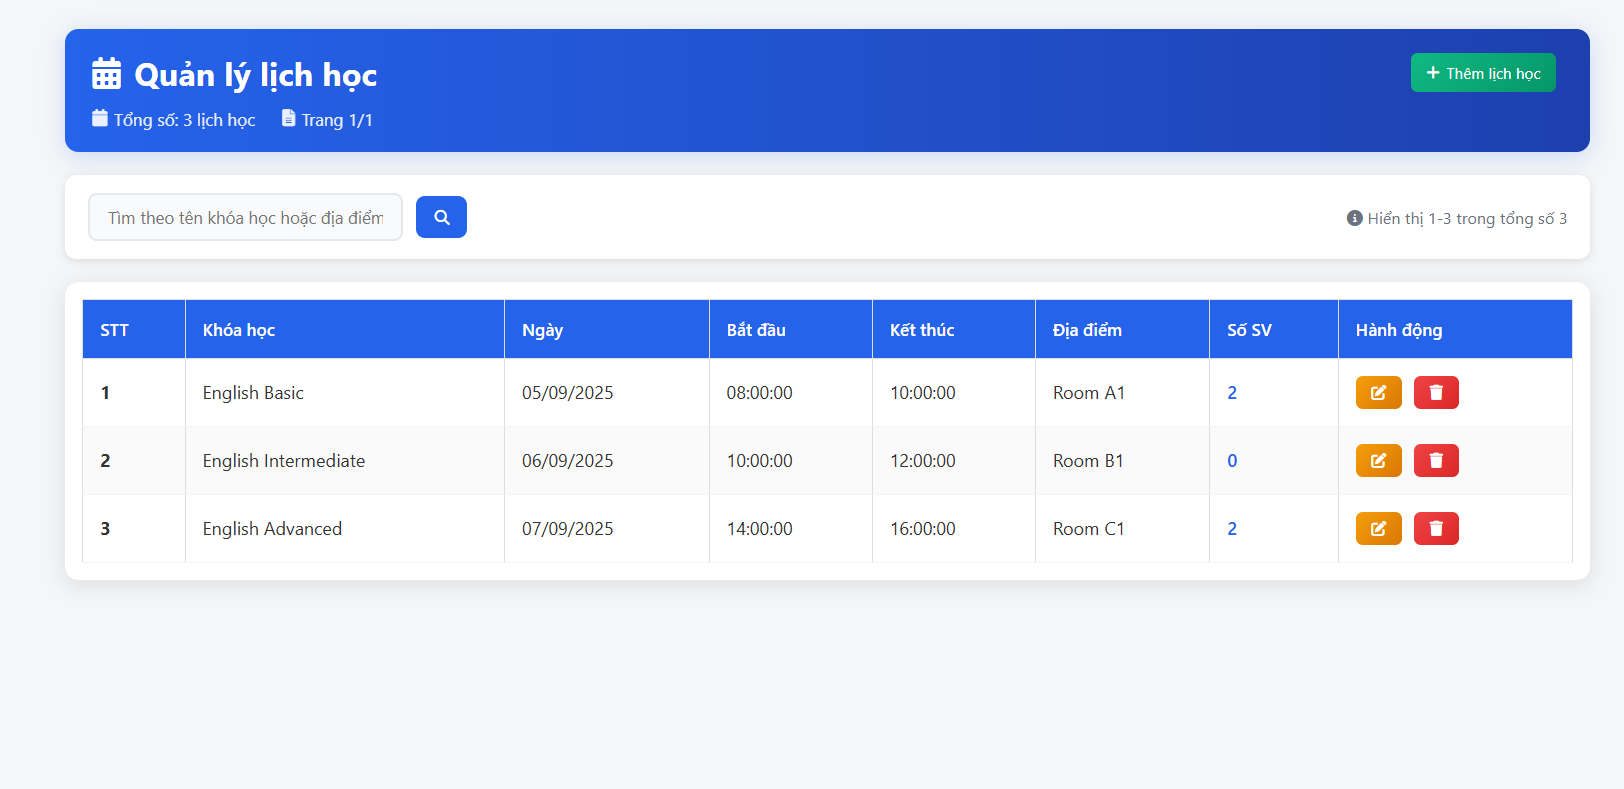 Quản lý lịch học
Thêm lịch học
Tổng số: 3 lịch học Trang 1/1
Tìm theo tên khóa học hoặc địa điểm
Hiển thị 1-3 trong tổng số 3
STT Khóa học Ngày Bắt đầu Kết thúc Địa điểm Số SV Hành động
1 English Basic 05/09/2025 08:00:00 10:00:00 Room A1 2
2 English Intermediate 06/09/2025 10:00:00 12:00:00 Room B1 0
3 English Advanced 07/09/2025 14:00:00 16:00:00 Room C1 2